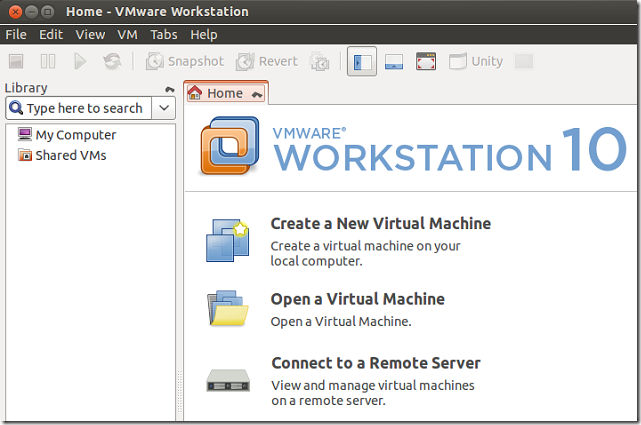 Home - VMware Workstation
File Edit View VM Tabs Help
Snapshot Revert Unity
Library
Type here to search
My Computer
Shared VMs
Home
VMWARE®
WORKSTATION 10
Create a New Virtual Machine
Create a virtual machine on your
local computer.
Open a Virtual Machine
Open a Virtual Machine.
Connect to a Remote Server
View and manage virtual machines
on a remote server.